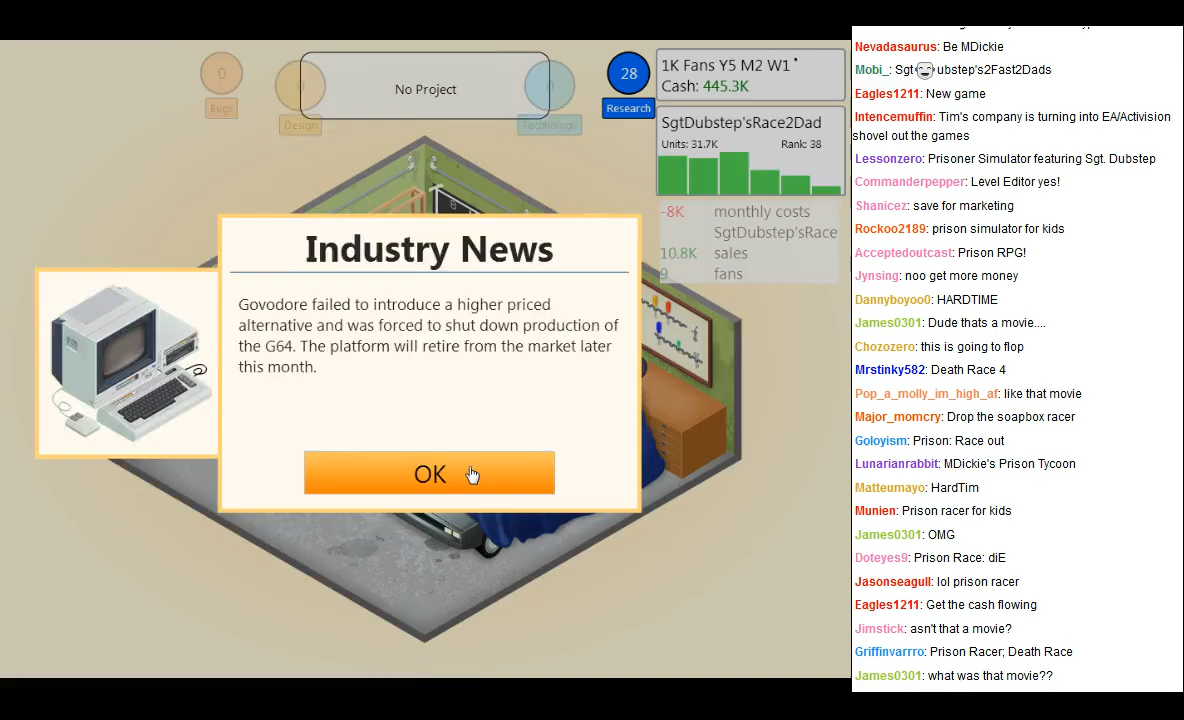 0
Bugs
0
Design
No Project
0
Technology
28
Research
1K Fans Y5 M2 W1
Cash: 445.3K
SgtDubstep'sRace2Dad
Units: 31.7K Rank: 38
-8K monthly costs
SgtDubstep'sRace
10.8K sales
9 fans
Industry News
Govodore failed to introduce a higher priced
alternative and was forced to shut down production of
the G64. The platform will retire from the market later
this month.
OK
Nevadasaurus: Be MDickie
Mobi_: Sgt ubstep's2Fast2Dads
Eagles1211: New game
Intencemuffin: Tim's company is turning into EA/Activision
shovel out the games
Lessonzero: Prisoner Simulator featuring Sgt. Dubstep
Commanderpepper: Level Editor yes!
Shanicez: save for marketing
Rockoo2189: prison simulator for kids
Acceptedoutcast: Prison RPG!
Jynsing: noo get more money
Dannyboyoo0: HARDTIME
James0301: Dude thats a movie....
Chozozero: this is going to flop
Mrstinky582: Death Race 4
Pop_a_molly_im_high_af: like that movie
Major_momcry: Drop the soapbox racer
Goloyism: Prison: Race out
Lunarianrabbit: MDickie's Prison Tycoon
Matteumayo: HardTim
Munien: Prison racer for kids
James0301: OMG
Doteyes9: Prison Race: diE
Jasonseagull: lol prison racer
Eagles1211: Get the cash flowing
Jimstick: asn't that a movie?
Griffinvarrro: Prison Racer; Death Race
James0301: what was that movie??